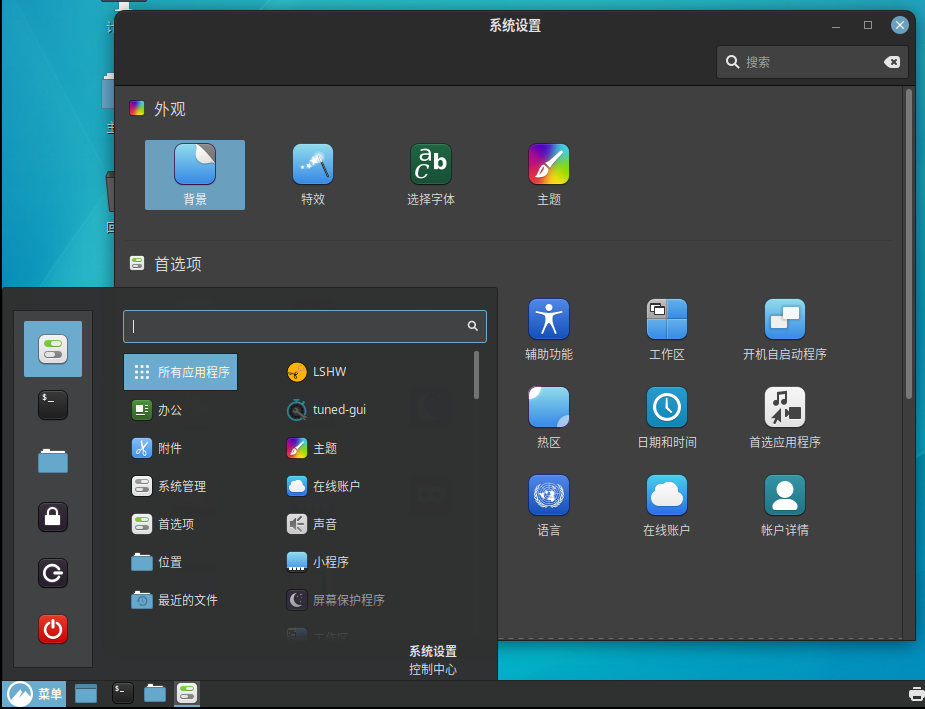 系统设置
搜索
外观
背景
特效
选择字体
主题
首选项
辅助功能
工作区
开机自启动程序
热区
日期和时间
首选应用程序
语言
在线账户
帐户详情
所有应用程序
办公
附件
系统管理
首选项
位置
最近的文件
LSHW
tuned-gui
主题
在线账户
声音
小程序
屏幕保护程序
工作区
系统设置
控制中心
菜单